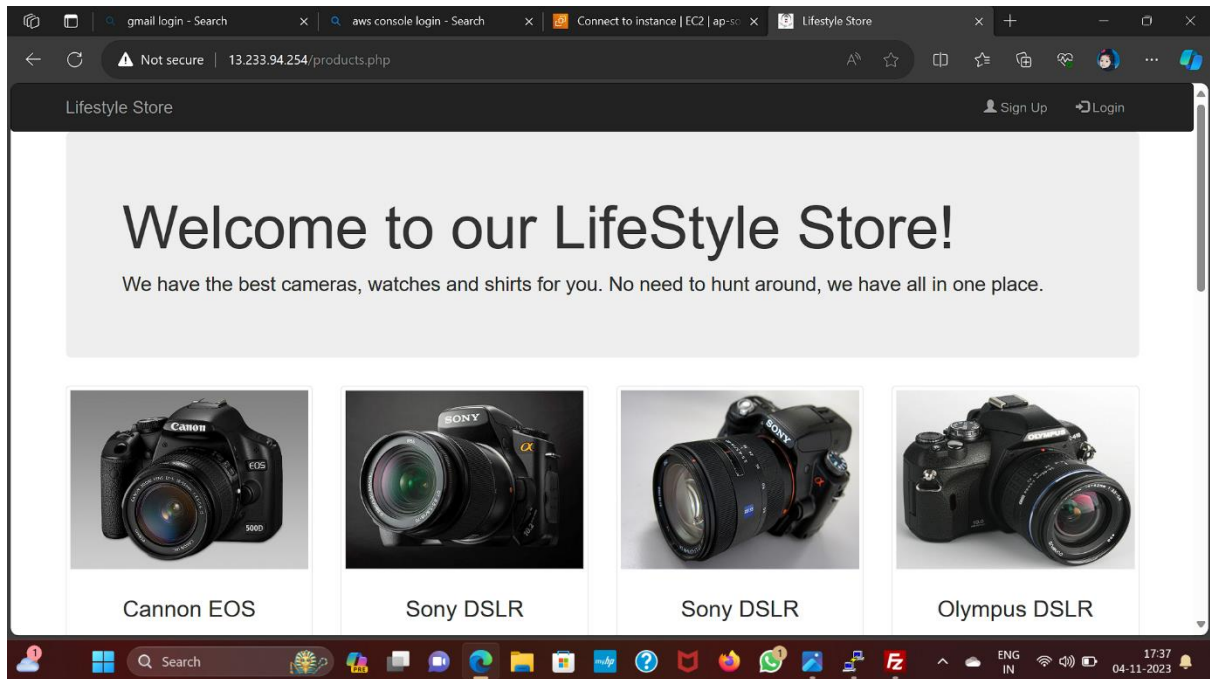 gmail login - Search
aws console login - Search
Connect to instance | EC2 | ap-so
Lifestyle Store
Not secure | 13.233.94.254/products.php
Lifestyle Store
Sign Up
Login
Welcome to our LifeStyle Store!
We have the best cameras, watches and shirts for you. No need to hunt around, we have all in one place.
Canon
EOS
500D
SONY
α
SONY
α
OLYMPUS
Cannon EOS
Sony DSLR
Sony DSLR
Olympus DSLR
1
Search
PRE
myhp
ENG
IN
17:37
04-11-2023